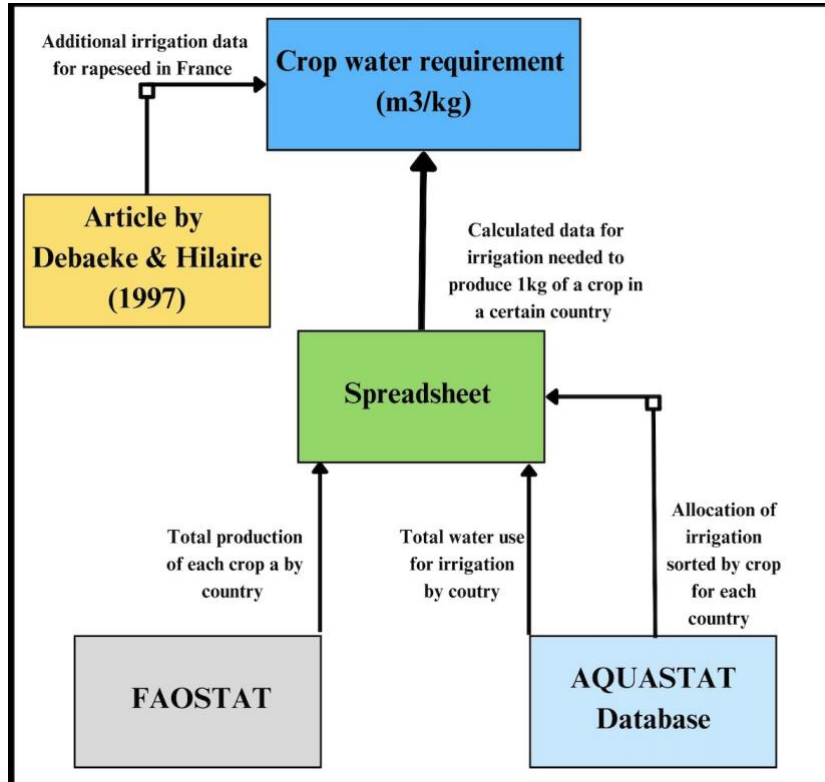 Additional irrigation data
for rapeseed in France
Crop water requirement
(m3/kg)
Article by
Debaeke & Hilaire
(1997)
Calculated data for
irrigation needed to
produce 1kg of a crop in
a certain country
Spreadsheet
Total production
of each crop a by
country
Total water use
for irrigation
by coutry
Allocation of
irrigation
sorted by crop
for each
country
FAOSTAT
AQUASTAT
Database